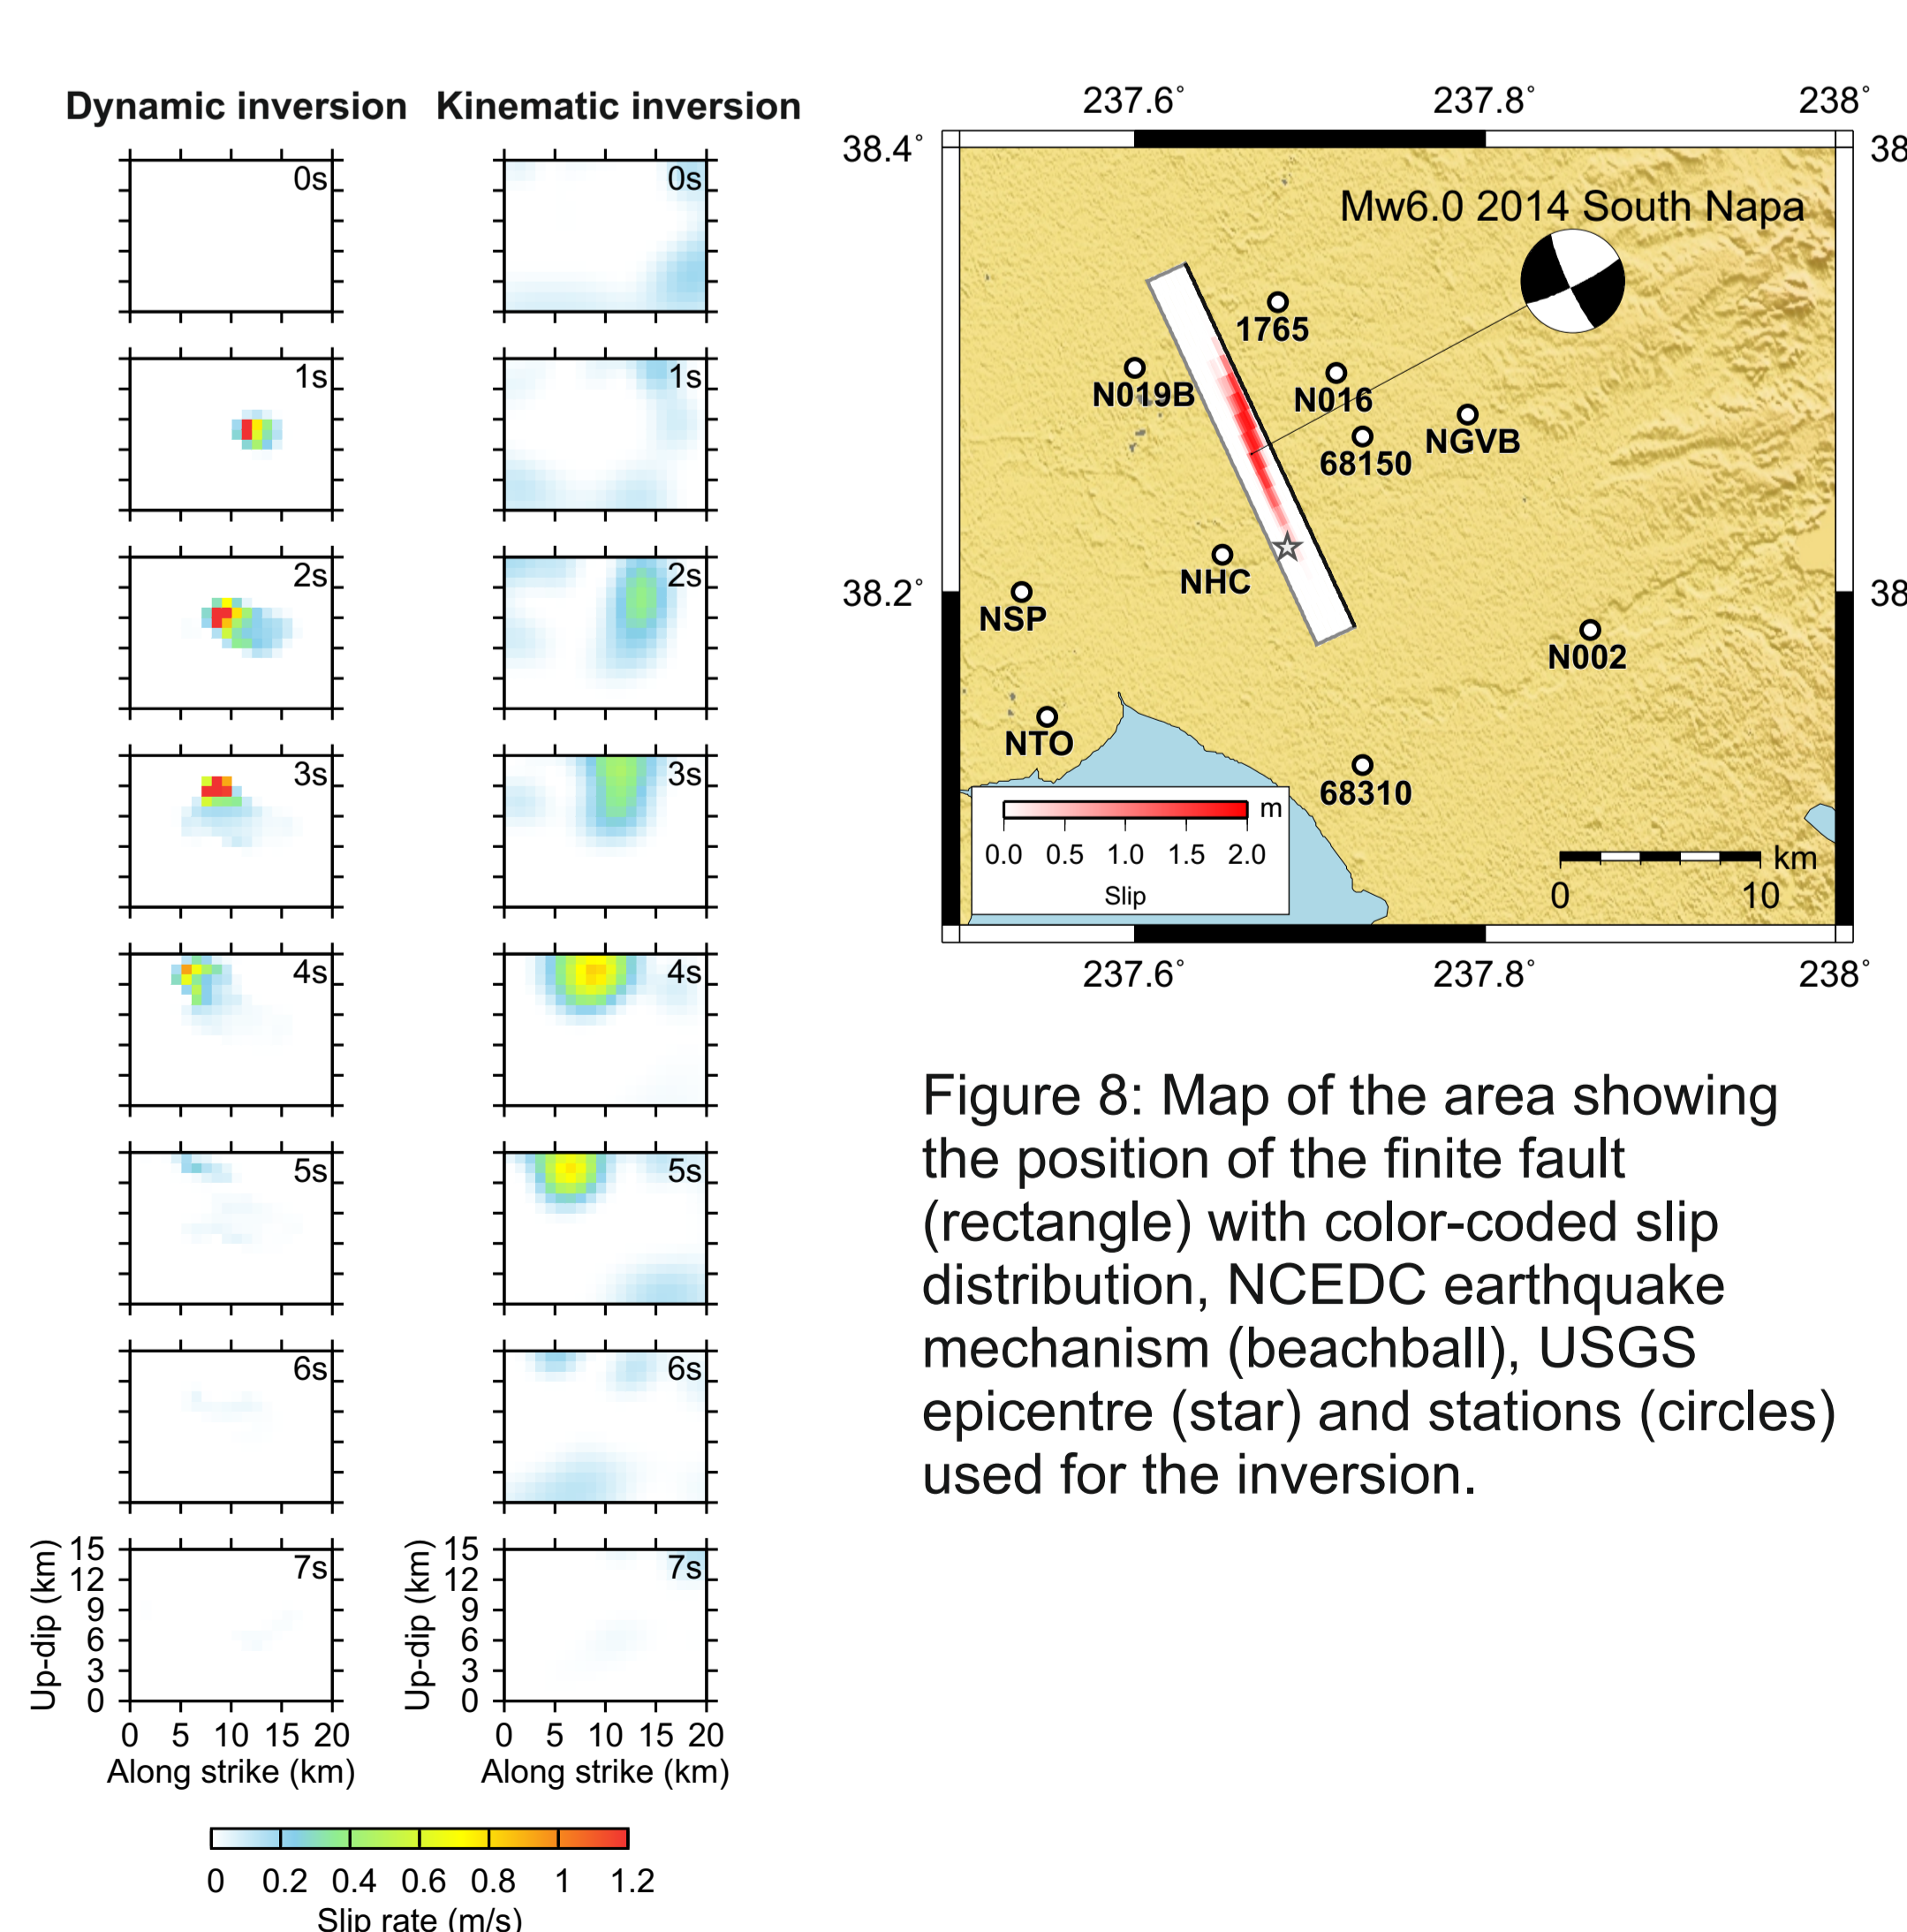 Dynamic inversion
Kinematic inversion
0s
0s
1s
1s
2s
2s
3s
3s
4s
4s
5s
5s
6s
6s
7s
7s
Up-dip (km)
15
12
9
6
3
0
0 5 10 15 20
Along strike (km)
Up-dip (km)
15
12
9
6
3
0
0 5 10 15 20
Along strike (km)
0 0.2 0.4 0.6 0.8 1 1.2
Slip rate (m/s)
237.6° 237.8° 238°
38.4° 38
Mw6.0 2014 South Napa
1765
N019B
N016
NGVB
68150
NHC
38.2° 38
NSP
N002
NTO
68310
m
0.0 0.5 1.0 1.5 2.0
Slip
km
0 10
237.6° 237.8° 238°
Figure 8: Map of the area showing
the position of the finite fault
(rectangle) with color-coded slip
distribution, NCEDC earthquake
mechanism (beachball), USGS
epicentre (star) and stations (circles)
used for the inversion.